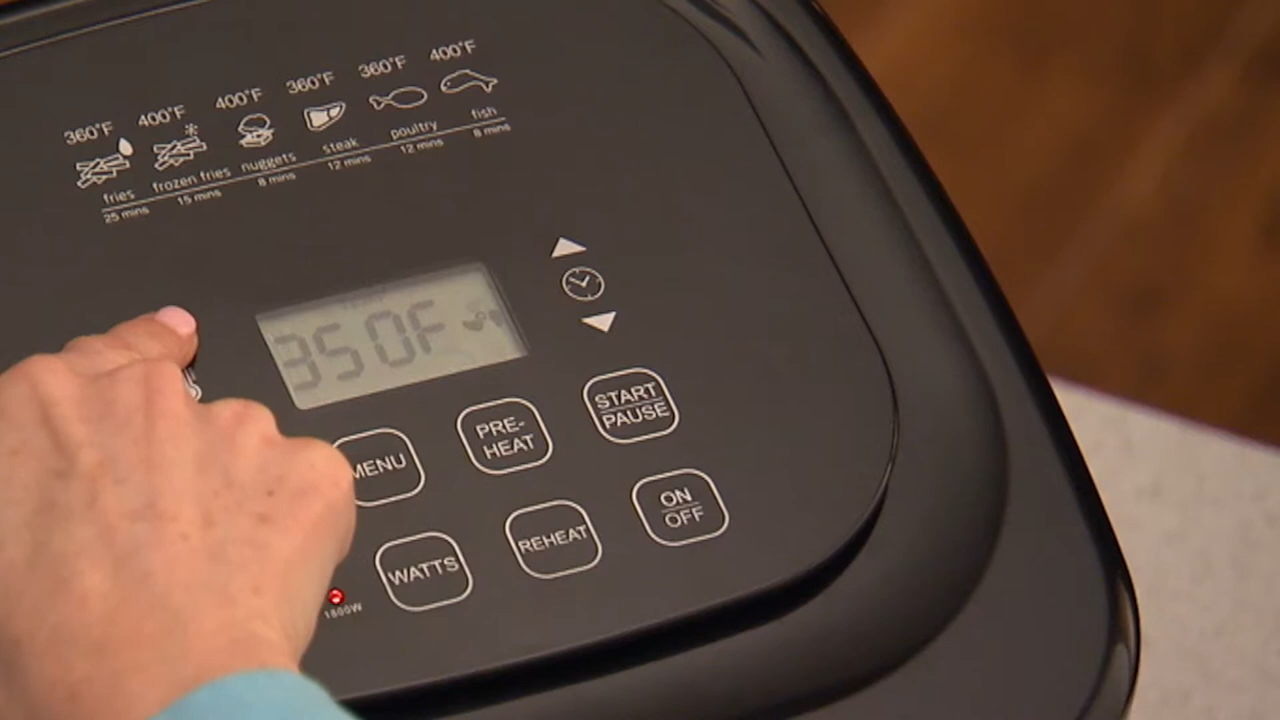 360°F 400°F 400°F 360°F 360°F 400°F
fries frozen fries nuggets steak poultry fish
25 mins 15 mins 8 mins 12 mins 12 mins 8 mins
350F
MENU
PRE-
HEAT
START
PAUSE
WATTS
REHEAT
ON
OFF
1800W